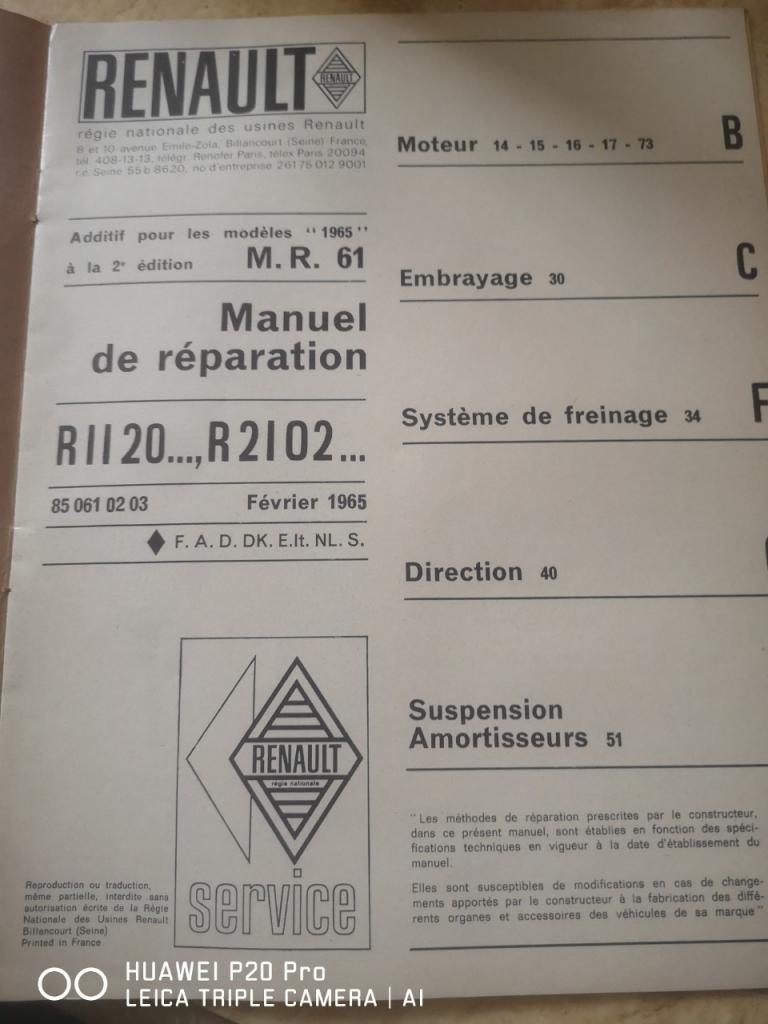 RENAULT
RENAULT
régie nationale des usines Renault
8 et 10 avenue Emile-Zola, Billancourt (Seine) France,
tél. 408-13-13, télégr. Renofer Paris, télex Paris 20094
r.c. Seine 55 b 8620, no d'entreprise 261 75 012 9001
Additif pour les modèles "1965"
à la 2e édition M. R. 61
Manuel
de réparation
R 11 20..., R 21 02...
85 061 02 03 Février 1965
♦ F. A. D. DK. E.It. NL. S.
RENAULT
régie nationale
service
Reproduction ou traduction,
même partielle, interdite sans
autorisation écrite de la Régie
Nationale des Usines Renault
Billancourt (Seine)
Printed in France
Moteur 14 - 15 - 16 - 17 - 73 B
Embrayage 30 C
Système de freinage 34 F
Direction 40
Suspension
Amortisseurs 51
"Les méthodes de réparation prescrites par le constructeur,
dans ce présent manuel, sont établies en fonction des spéci-
fications techniques en vigueur à la date d'établissement du
manuel.
Elles sont susceptibles de modifications en cas de change-
ments apportés par le constructeur à la fabrication des diffé-
rents organes et accessoires des véhicules de sa marque"
HUAWEI P20 Pro
LEICA TRIPLE CAMERA | AI